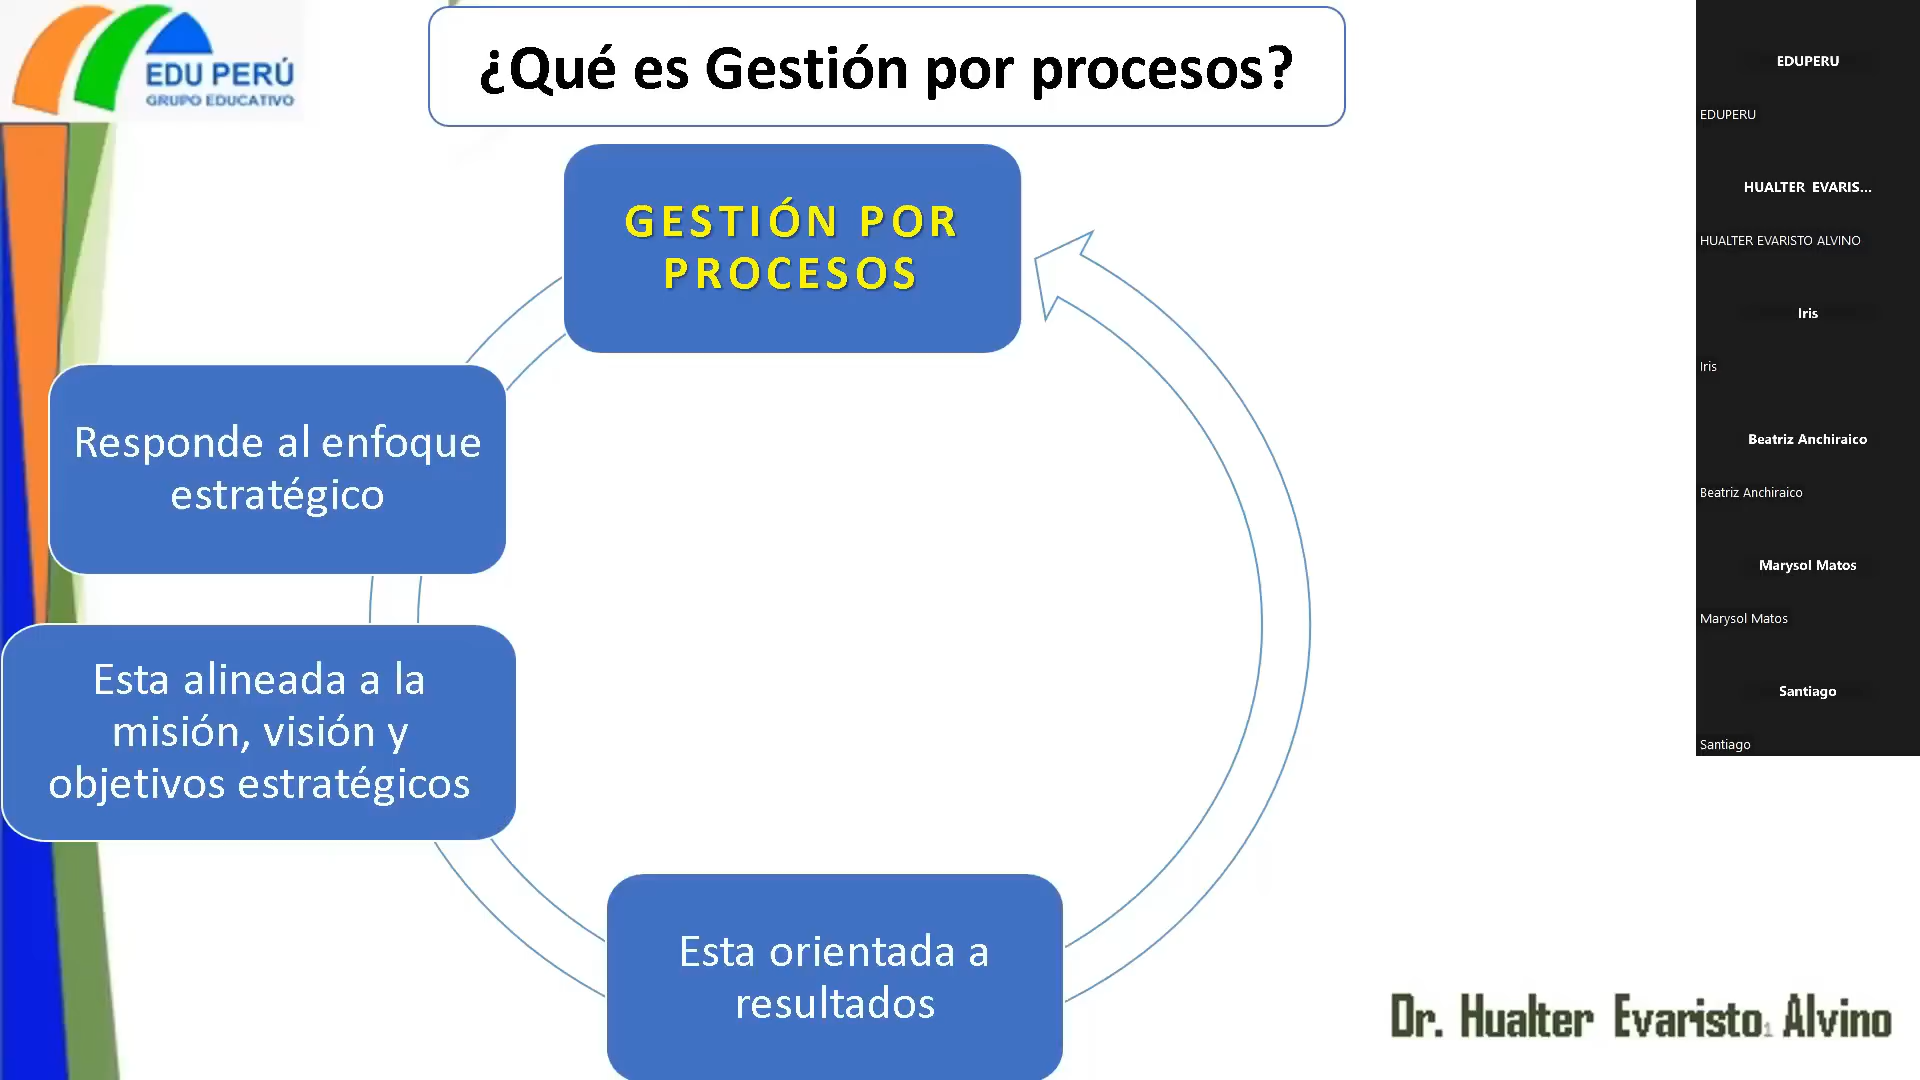 EDU PERÚ
GRUPO EDUCATIVO
¿Qué es Gestión por procesos?
GESTIÓN POR
PROCESOS
Responde al enfoque
estratégico
Esta alineada a la
misión, visión y
objetivos estratégicos
Esta orientada a
resultados
Dr. Hualter Evaristo Alvino
1
EDUPERU
EDUPERU
HUALTER EVARIS...
HUALTER EVARISTO ALVINO
Iris
Iris
Beatriz Anchiraico
Beatriz Anchiraico
Marysol Matos
Marysol Matos
Santiago
Santiago